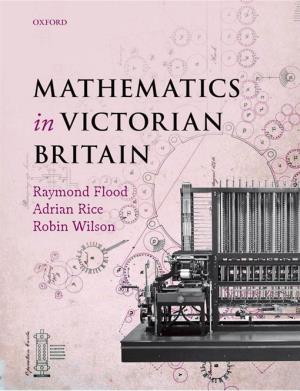 OXFORD
MATHEMATICS
in VICTORIAN
BRITAIN
Raymond Flood
Adrian Rice
Robin Wilson